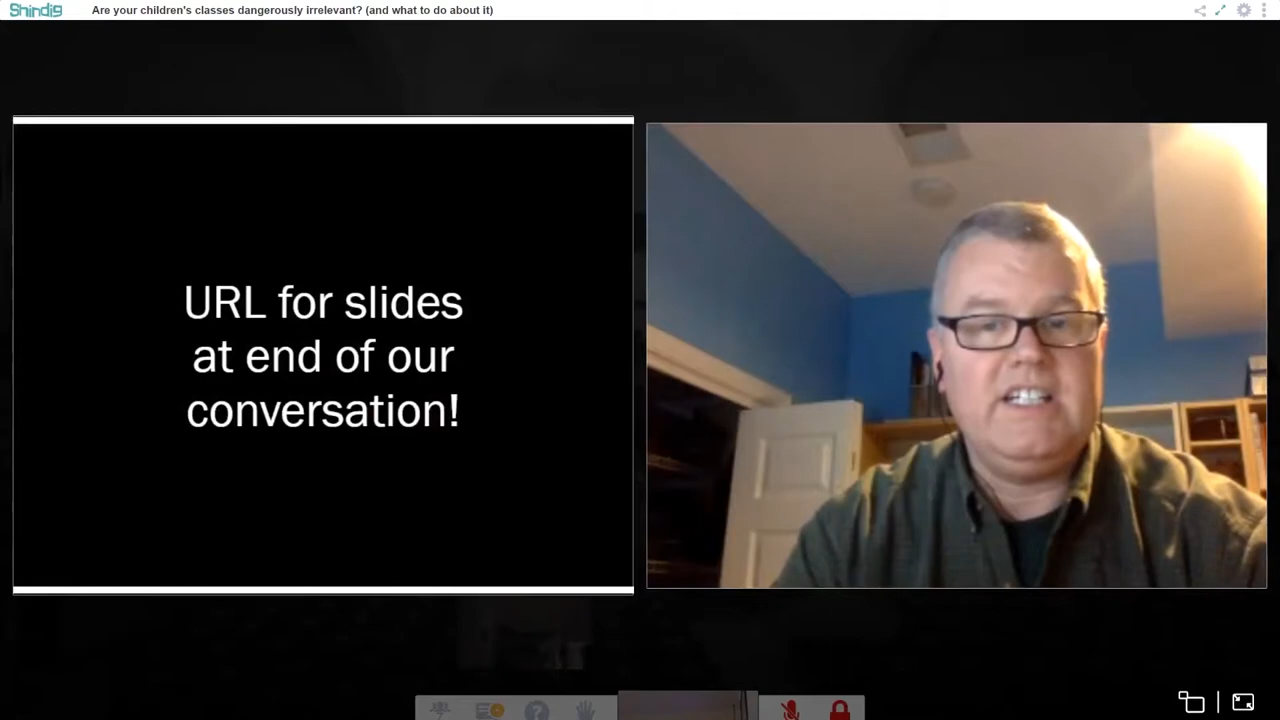 Shindig
Are your children's classes dangerously irrelevant? (and what to do about it)
URL for slides
at end of our
conversation!